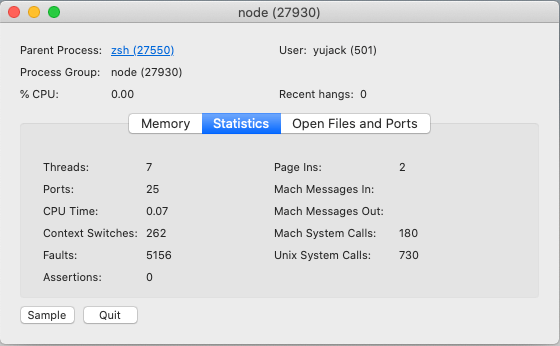 node (27930)
Parent Process: zsh (27550) User: yujack (501)
Process Group: node (27930)
% CPU: 0.00 Recent hangs: 0
Memory Statistics Open Files and Ports
Threads: 7 Page Ins: 2
Ports: 25 Mach Messages In:
CPU Time: 0.07 Mach Messages Out:
Context Switches: 262 Mach System Calls: 180
Faults: 5156 Unix System Calls: 730
Assertions: 0
Sample Quit